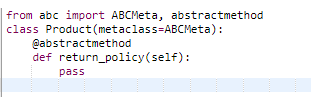 from abc import ABCMeta, abstractmethod
class Product(metaclass=ABCMeta):
    @abstractmethod
    def return_policy(self):
        pass